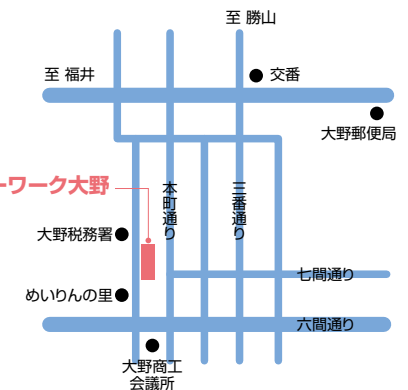 至 勝山
至 福井
交番
大野郵便局
ーワーク大野
本町通り
三番通り
大野税務署
七間通り
めいりんの里
六間通り
大野商工
会議所